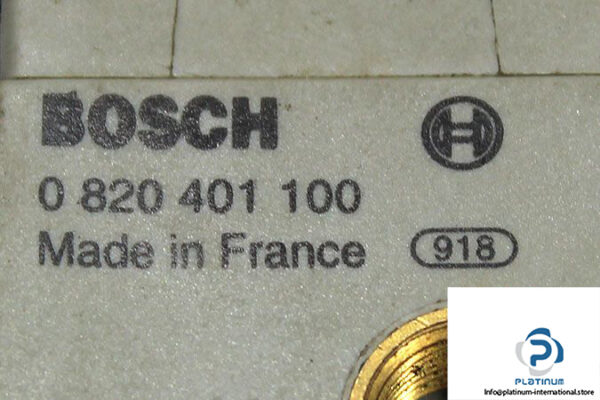 BOSCH
0 820 401 100
Made in France 918
PLATINUM
Info@platinum-international.store